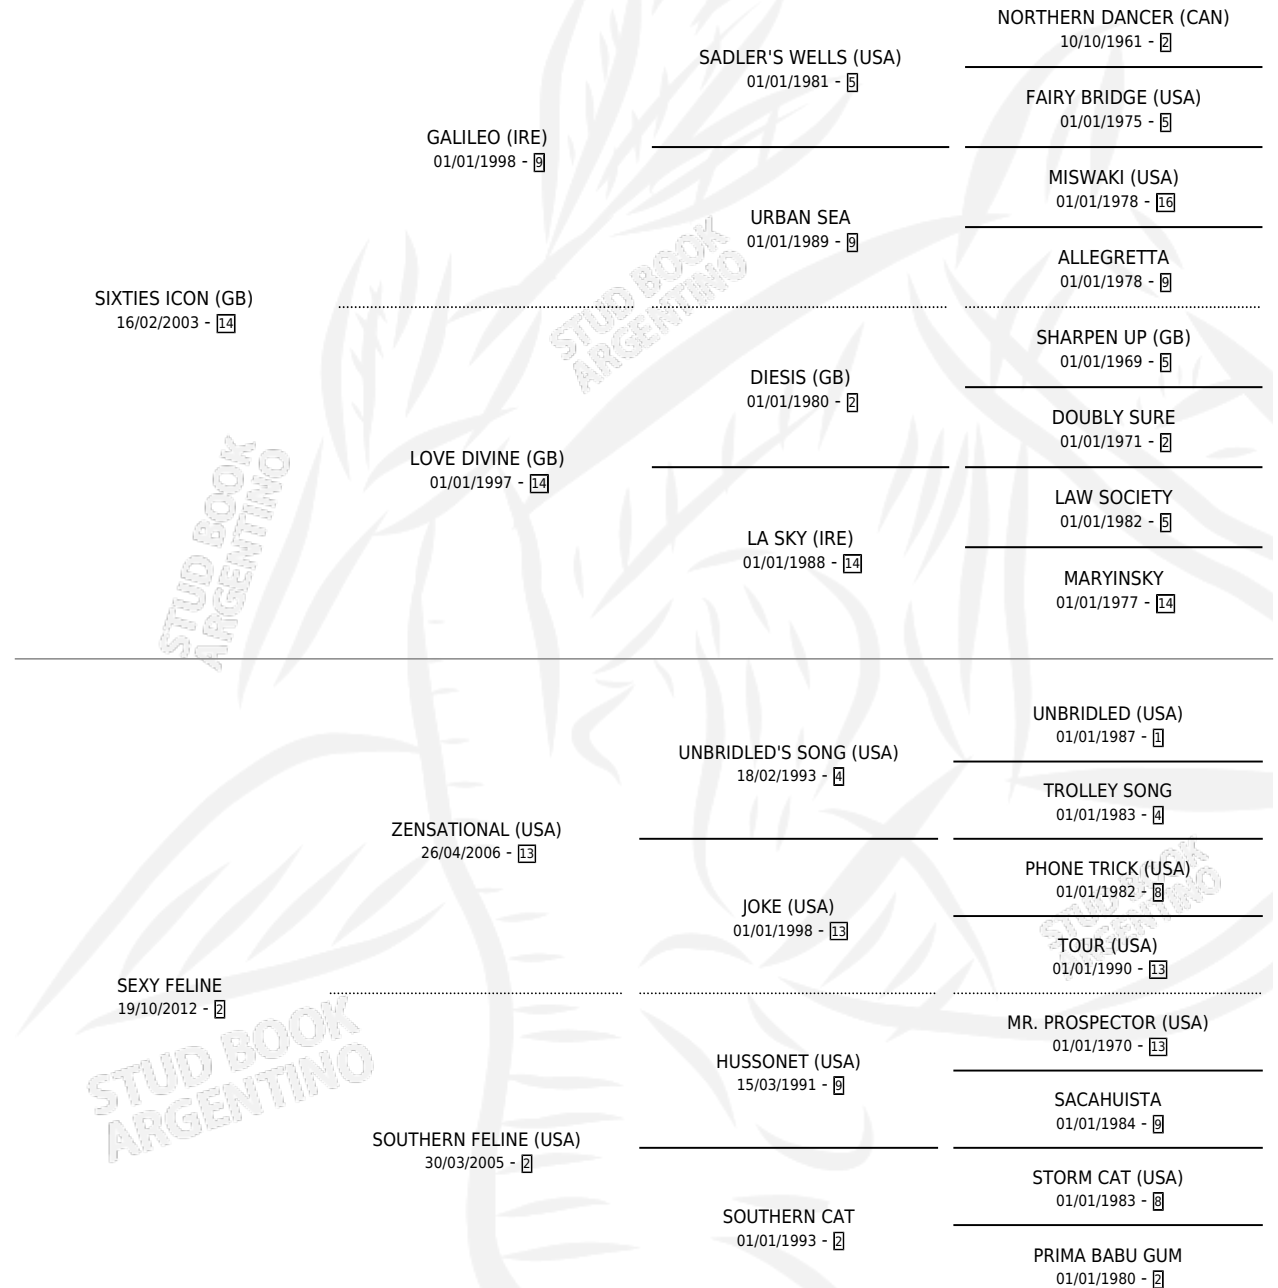 NORTHERN DANCER (CAN)
10/10/1961 - 2
SADLER'S WELLS (USA)
01/01/1981 - 5
FAIRY BRIDGE (USA)
01/01/1975 - 5
GALILEO (IRE)
01/01/1998 - 9
MISWAKI (USA)
01/01/1978 - 16
URBAN SEA
01/01/1989 - 9
ALLEGRETTA
01/01/1978 - 9
SIXTIES ICON (GB)
16/02/2003 - 14
STUD BOOK
ARGENTINO
SHARPEN UP (GB)
01/01/1969 - 5
DIESIS (GB)
01/01/1980 - 2
DOUBLY SURE
01/01/1971 - 2
LOVE DIVINE (GB)
01/01/1997 - 14
LAW SOCIETY
01/01/1982 - 5
LA SKY (IRE)
01/01/1988 - 14
MARYINSKY
01/01/1977 - 14
STUD BOOK
ARGENTINO
UNBRIDLED (USA)
01/01/1987 - 1
UNBRIDLED'S SONG (USA)
18/02/1993 - 4
TROLLEY SONG
01/01/1983 - 4
ZENSATIONAL (USA)
26/04/2006 - 13
PHONE TRICK (USA)
01/01/1982 - 8
JOKE (USA)
01/01/1998 - 13
STUD BOOK
ARGENTINO
TOUR (USA)
01/01/1990 - 13
SEXY FELINE
19/10/2012 - 2
STUD BOOK
ARGENTINO
MR. PROSPECTOR (USA)
01/01/1970 - 13
HUSSONET (USA)
15/03/1991 - 9
SACAHUISTA
01/01/1984 - 9
SOUTHERN FELINE (USA)
30/03/2005 - 2
STORM CAT (USA)
01/01/1983 - 8
SOUTHERN CAT
01/01/1993 - 2
PRIMA BABU GUM
01/01/1980 - 2